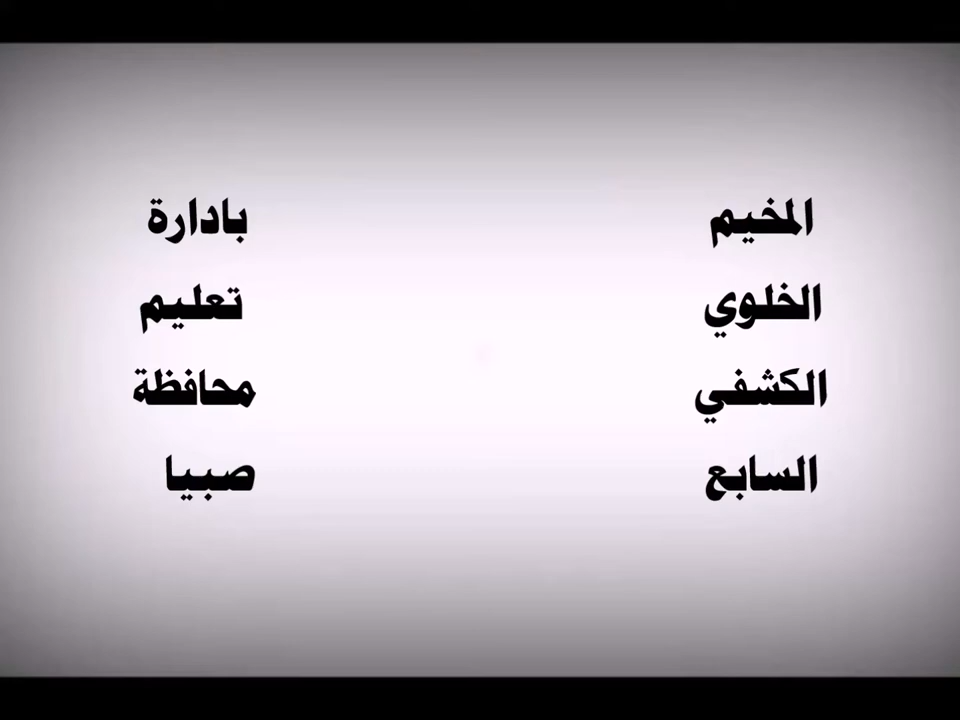 المخيم
الخلوي
الكشفي
السابع
بادارة
تعليم
محافظة
صبيا